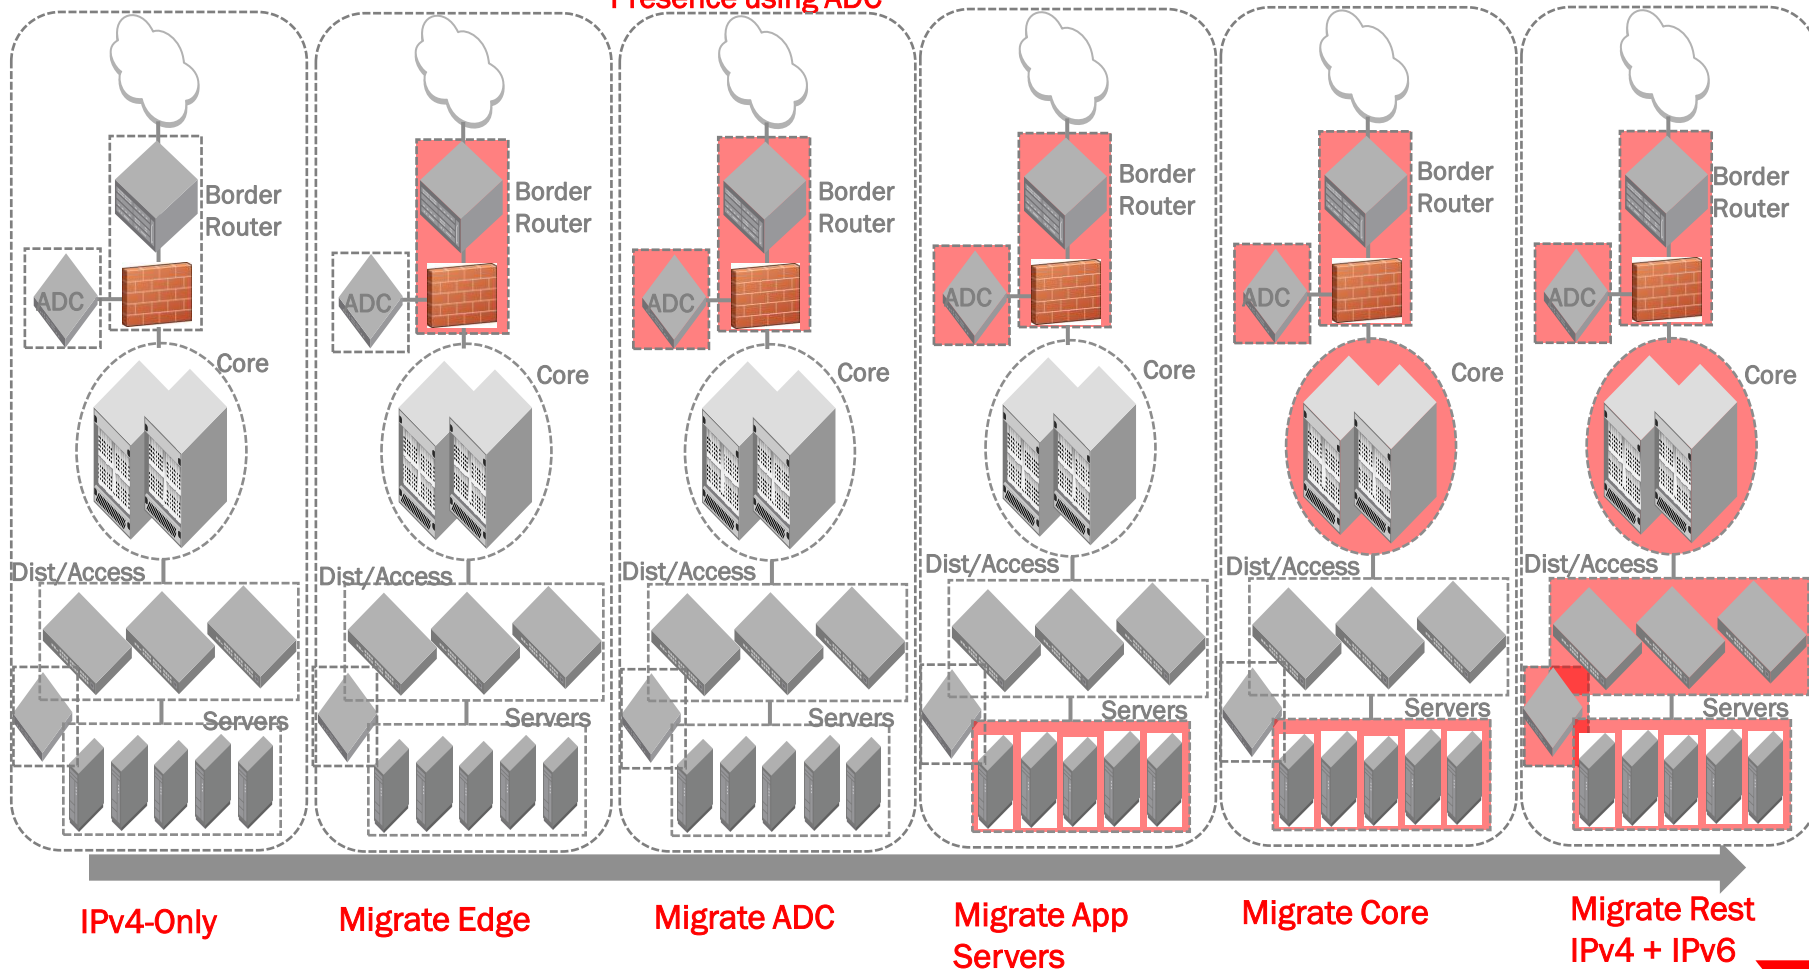 Presence using ADC
Border
Router
ADC
Core
Dist/Access
Servers
Border
Router
ADC
Core
Dist/Access
Servers
Border
Router
ADC
Core
Dist/Access
Servers
Border
Router
ADC
Core
Dist/Access
Servers
Border
Router
ADC
Core
Dist/Access
Servers
Border
Router
ADC
Core
Dist/Access
Servers
IPv4-Only
Migrate Edge
Migrate ADC
Migrate App
Servers
Migrate Core
Migrate Rest
IPv4 + IPv6